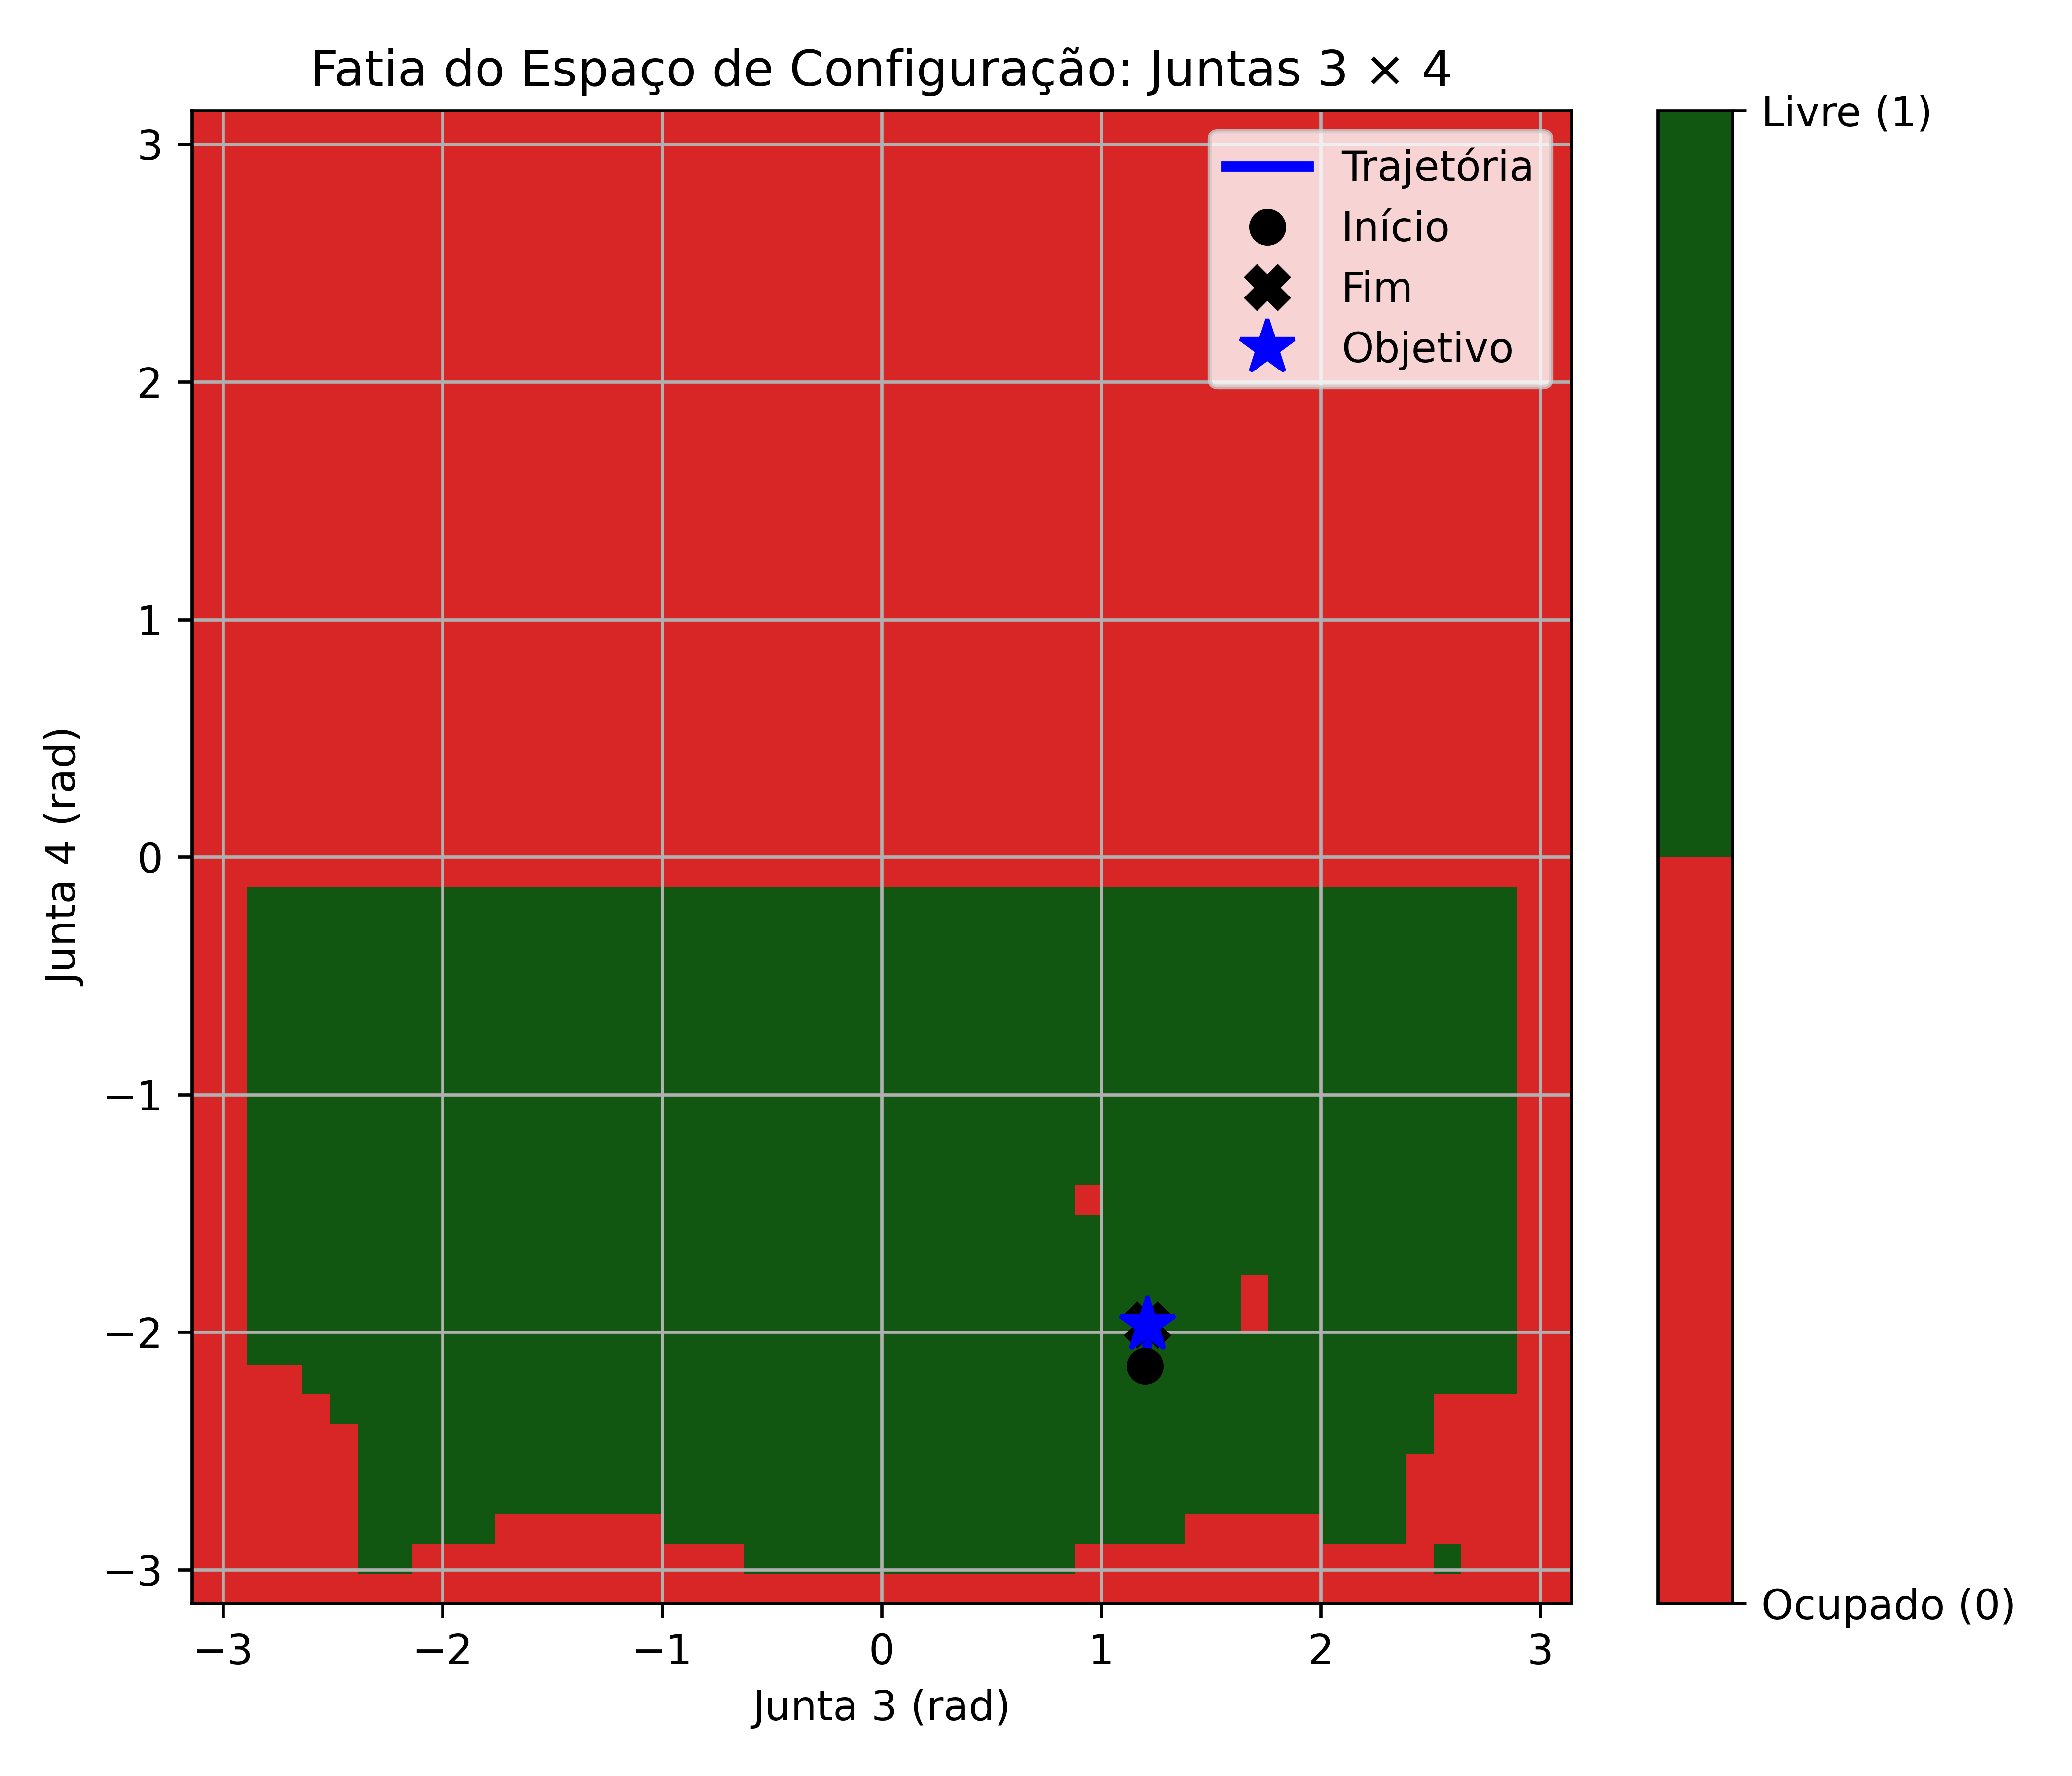 Fatia do Espaço de Configuração: Juntas 3 × 4
Livre (1)
Trajetória
Início
Fim
Objetivo
3
2
1
0
−1
−2
−3
Junta 4 (rad)
Ocupado (0)
−3
−2
−1
0
1
2
3
Junta 3 (rad)